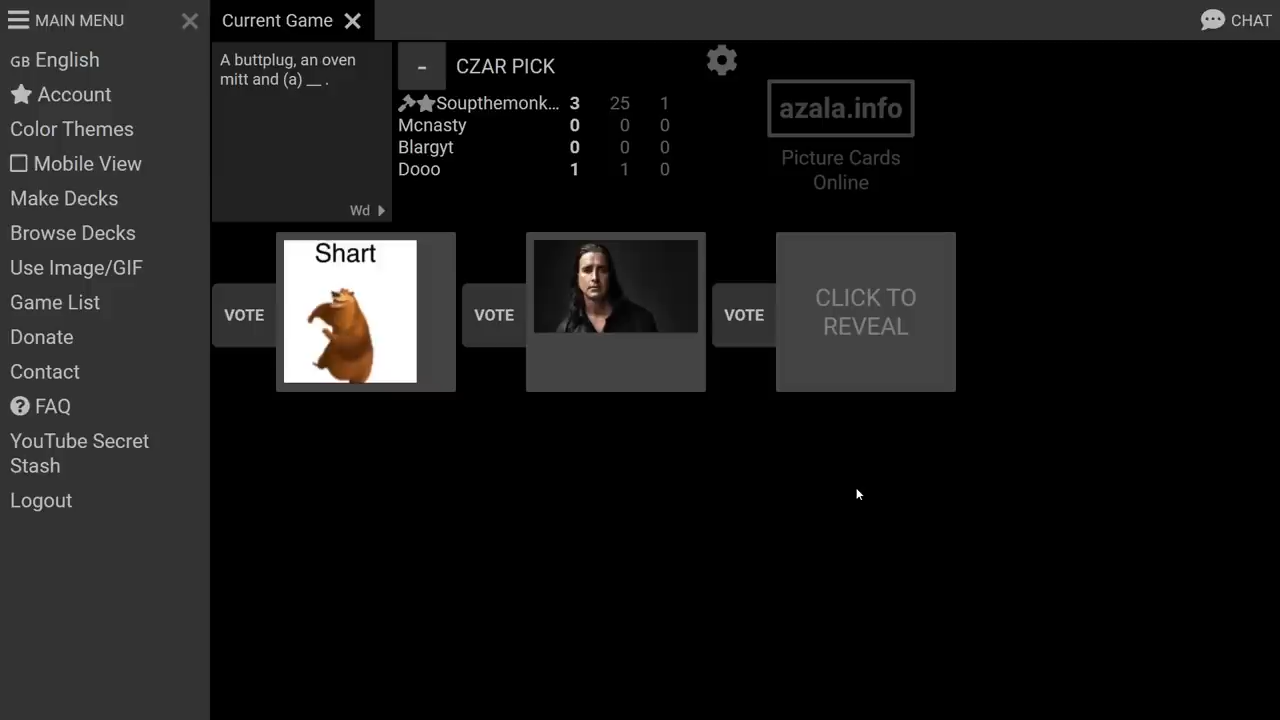 MAIN MENU
GB English
Account
Color Themes
Mobile View
Make Decks
Browse Decks
Use Image/GIF
Game List
Donate
Contact
? FAQ
YouTube Secret
Stash
Logout
Current Game
CHAT
A buttplug, an oven
mitt and (a) __ .
Wd
- CZAR PICK
Soupthemonk... 3 25 1
Mcnasty 0 0 0
Blargyt 0 0 0
Dooo 1 1 0
azala.info
Picture Cards
Online
VOTE
Shart
VOTE
VOTE
CLICK TO
REVEAL